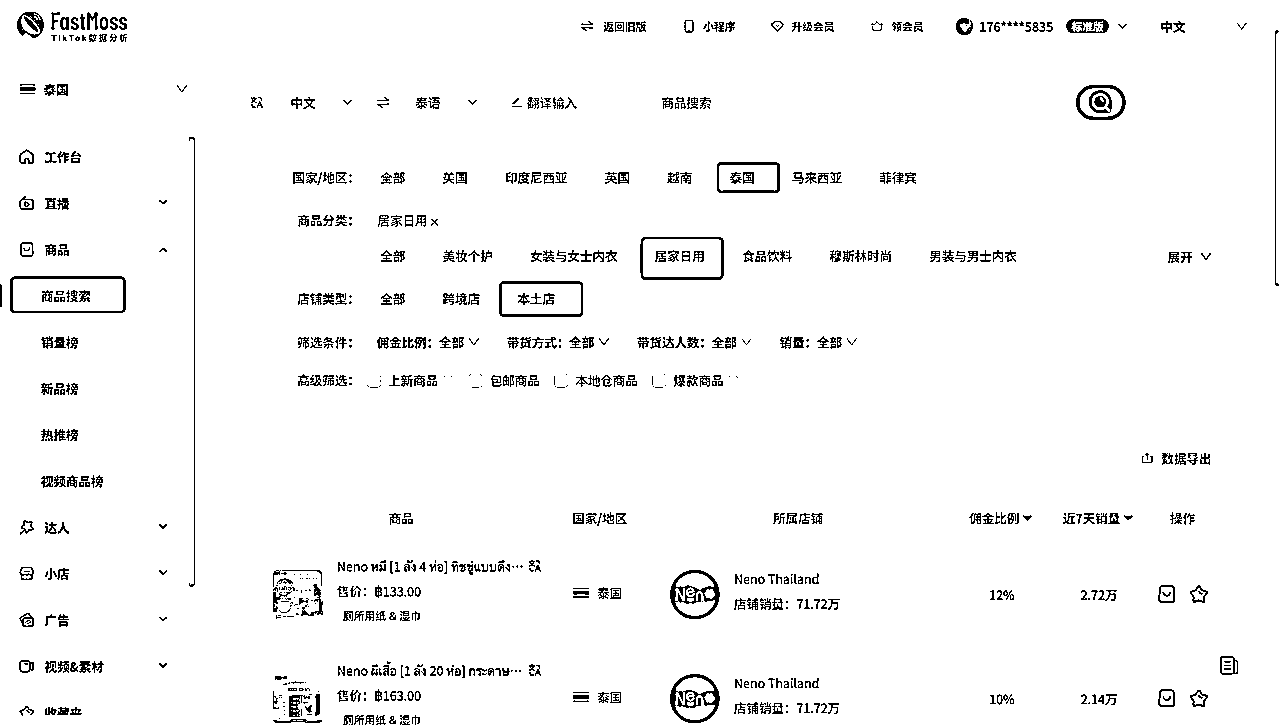 FastMoss
TikTok数据分析
返回旧版 小程序 升级会员 领会员 176****5835 标准版 中文
泰国
中文 泰语 翻译输入 商品搜索
工作台
直播
商品
商品搜索
销量榜
新品榜
热推榜
视频商品榜
达人
小店
广告
视频&素材
收藏夹
国家/地区： 全部 美国 印度尼西亚 英国 越南 泰国 马来西亚 菲律宾
商品分类： 居家日用 x
全部 美妆个护 女装与女士内衣 居家日用 食品饮料 穆斯林时尚 男装与男士内衣 展开
店铺类型： 全部 跨境店 本土店
筛选条件： 佣金比例：全部 带货方式：全部 带货达人数：全部 销量：全部
高级筛选： 上新商品 包邮商品 本地仓商品 爆款商品
数据导出
商品 国家/地区 所属店铺 佣金比例 近7天销量 操作
Neno หมี [1 ลัง 4 ห่อ] ทิชชู่แบบดึง…
售价：฿133.00
厕所用纸 & 湿巾
泰国
Neno
Neno Thailand
店铺销量：71.72万
12% 2.72万
Neno ผีเสื้อ [1 ลัง 20 ห่อ] กระดาษ…
售价：฿163.00
厕所用纸 & 湿巾
泰国
Neno
Neno Thailand
店铺销量：71.72万
10% 2.14万